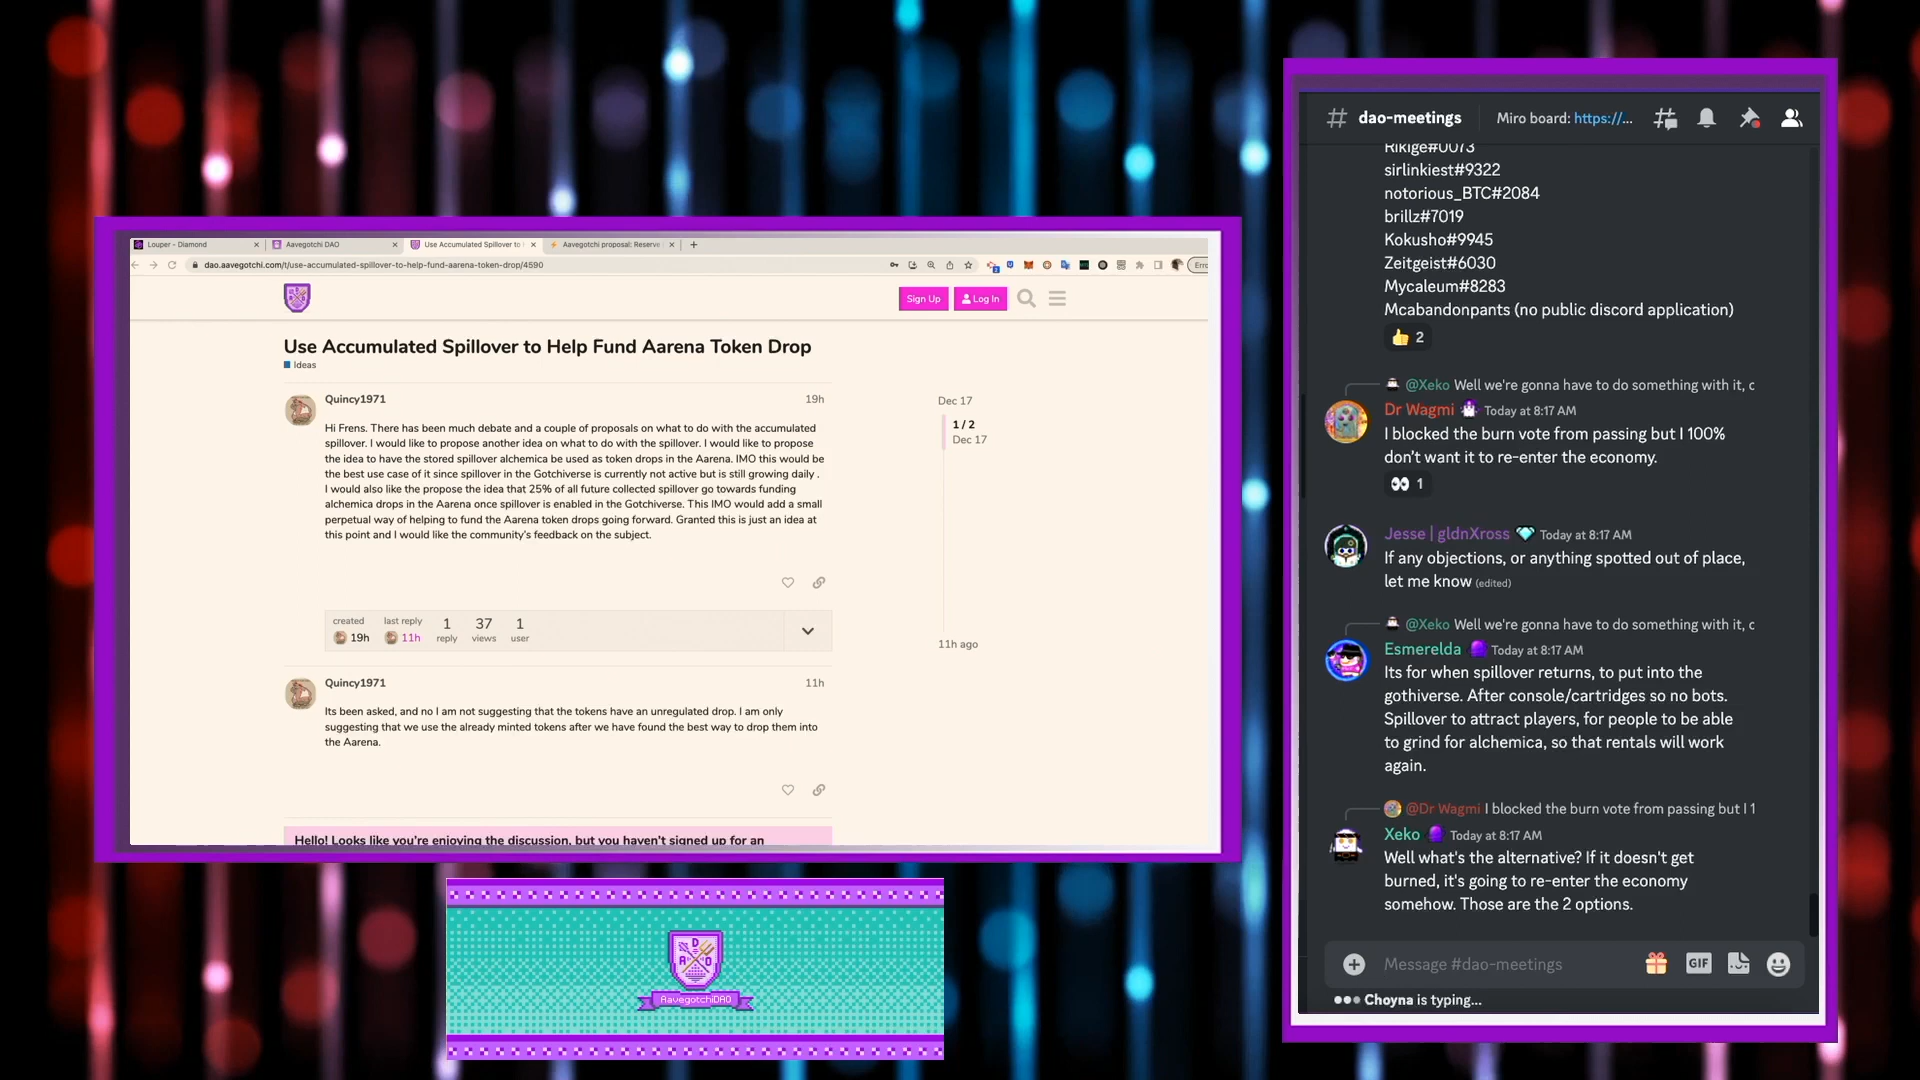 Louper - Diamond
Aavegotchi DAO
Use Accumulated Spillover to
Aavegotchi proposal: Reserve
dao.aavegotchi.com/t/use-accumulated-spillover-to-help-fund-aarena-token-drop/4590
Sign Up
Log In
Use Accumulated Spillover to Help Fund Aarena Token Drop
Ideas
Quincy1971
19h
Hi Frens. There has been much debate and a couple of proposals on what to do with the accumulated
spillover. I would like to propose another idea on what to do with the spillover. I would like to propose
the idea to have the stored spillover alchemica be used as token drops in the Aarena. IMO this would be
the best use case of it since spillover in the Gotchiverse is currently not active but is still growing daily .
I would also like the propose the idea that 25% of all future collected spillover go towards funding
alchemica drops in the Aarena once spillover is enabled in the Gotchiverse. This IMO would add a small
perpetual way of helping to fund the Aarena token drops going forward. Granted this is just an idea at
this point and I would like the community's feedback on the subject.
Dec 17
1 / 2
Dec 17
11h ago
created
19h
last reply
11h
1
reply
37
views
1
user
Quincy1971
11h
Its been asked, and no I am not suggesting that the tokens have an unregulated drop. I am only
suggesting that we use the already minted tokens after we have found the best way to drop them into
the Aarena.
Hello! Looks like you're enjoying the discussion, but you haven't signed up for an
D
A O
AavegotchiDAO
# dao-meetings
Miro board: https://...
Rikige#0073
sirlinkiest#9322
notorious_BTC#2084
brillz#7019
Kokusho#9945
Zeitgeist#6030
Mycaleum#8283
Mcabandonpants (no public discord application)
2
@Xeko Well we're gonna have to do something with it, c
Dr Wagmi Today at 8:17 AM
I blocked the burn vote from passing but I 100%
don't want it to re-enter the economy.
1
Jesse | gldnXross Today at 8:17 AM
If any objections, or anything spotted out of place,
let me know (edited)
@Xeko Well we're gonna have to do something with it, c
Esmerelda Today at 8:17 AM
Its for when spillover returns, to put into the
gothiverse. After console/cartridges so no bots.
Spillover to attract players, for people to be able
to grind for alchemica, so that rentals will work
again.
@Dr Wagmi I blocked the burn vote from passing but I 1
Xeko Today at 8:17 AM
Well what's the alternative? If it doesn't get
burned, it's going to re-enter the economy
somehow. Those are the 2 options.
Message #dao-meetings
GIF
Choyna is typing...